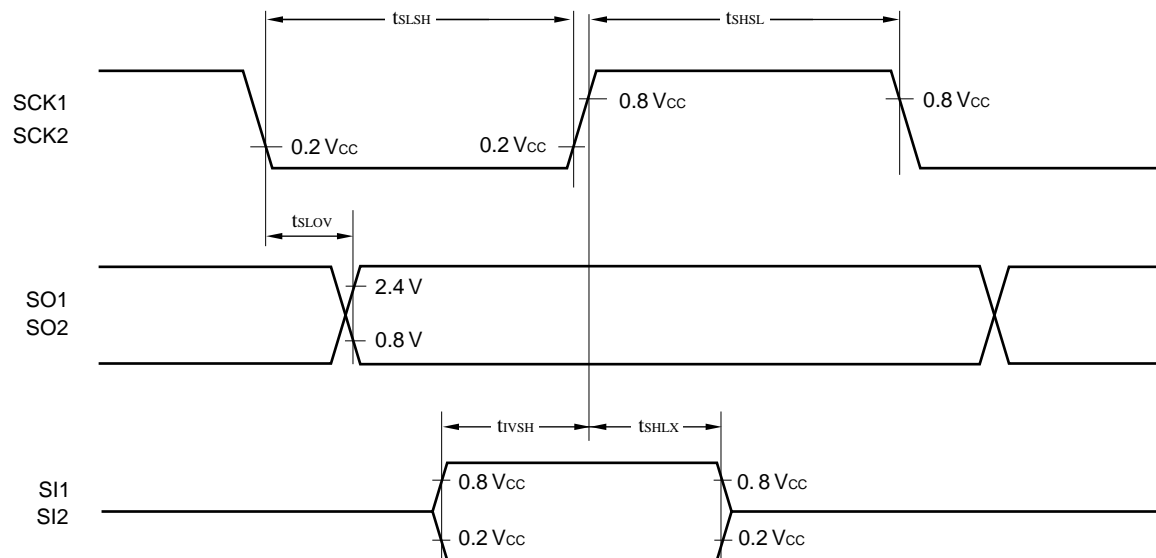 tSLSH tSHSL
SCK1
SCK2
0.8 VCC 0.8 VCC
0.2 VCC 0.2 VCC
tSLOV
SO1
SO2
2.4 V
0.8 V
tIVSH tSHLX
SI1
SI2
0.8 VCC 0. 8 VCC
0.2 VCC 0.2 VCC